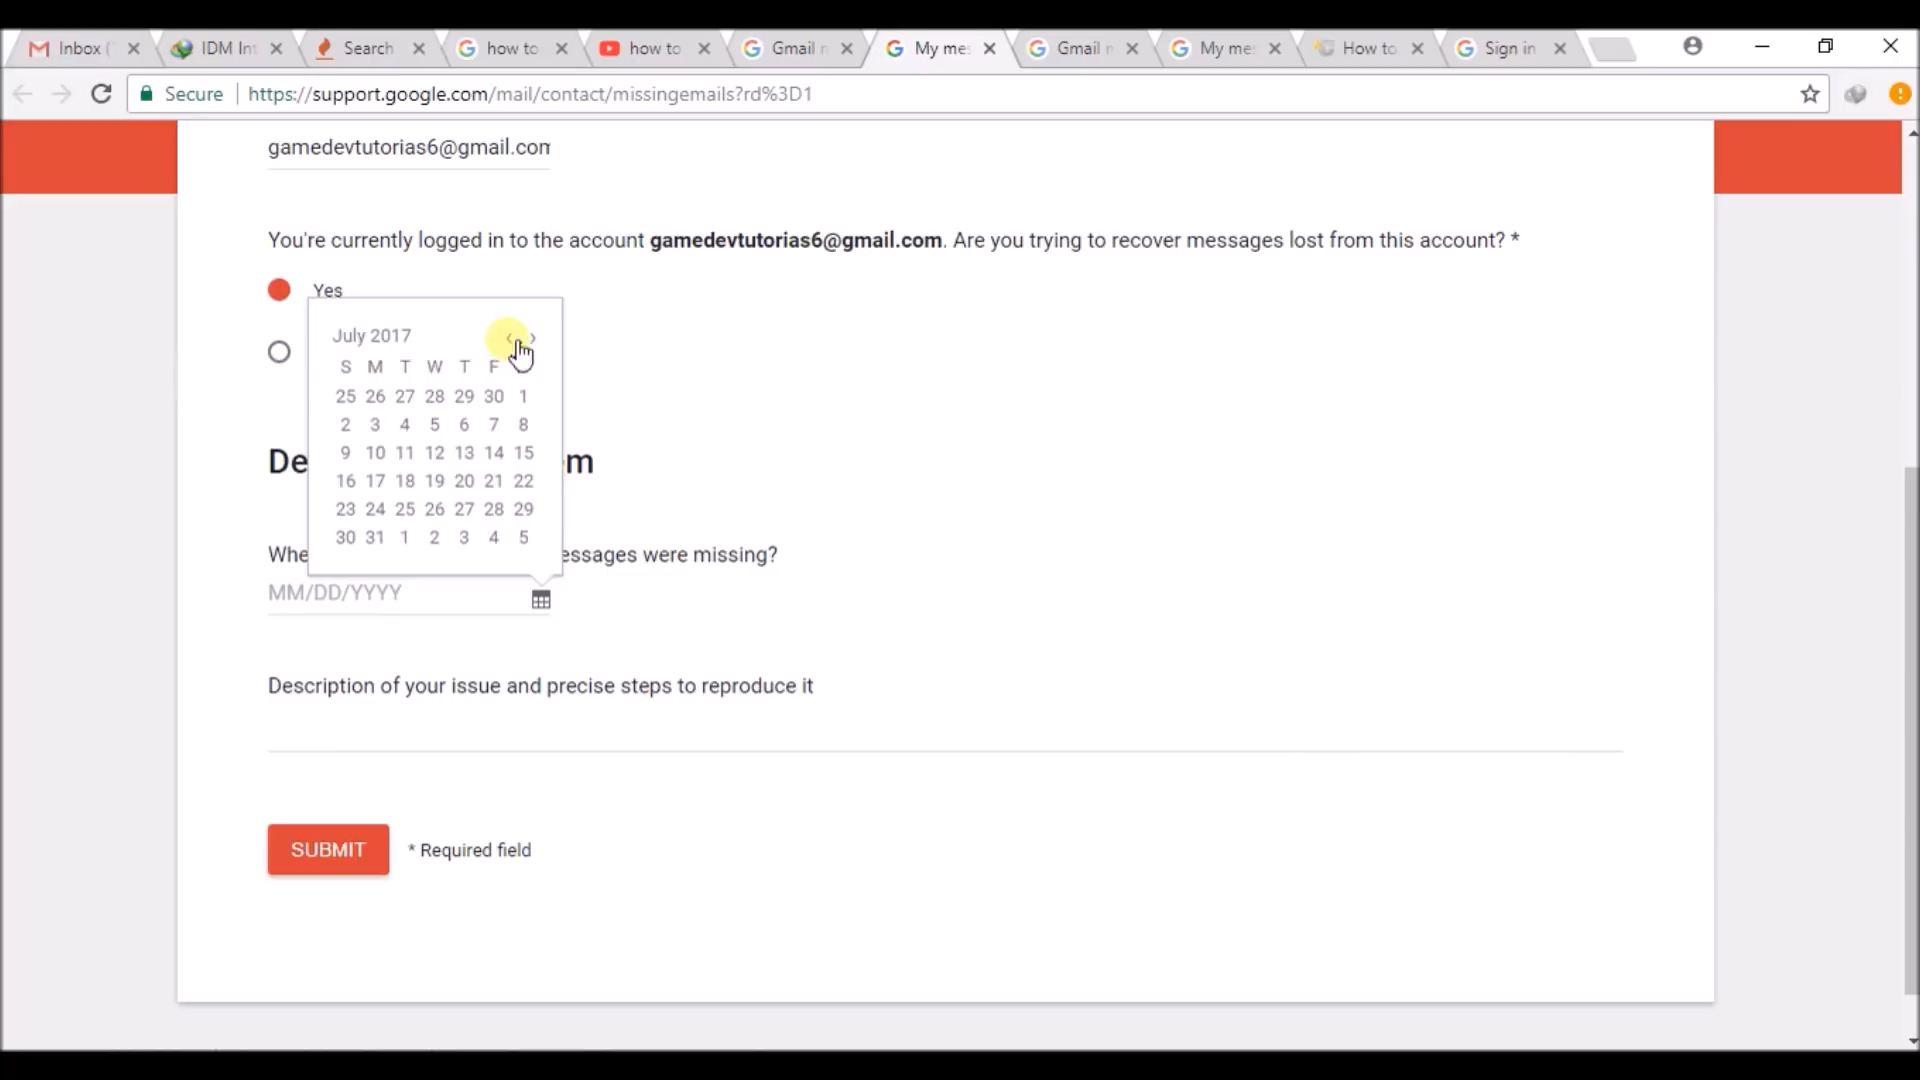 Inbox (
IDM Int
Search
how to
how to
Gmail
My mes
Gmail
My mes
How to
Sign in
Secure
https://support.google.com/mail/contact/missingemails?rd%3D1
gamedevtutorias6@gmail.com
You're currently logged in to the account gamedevtutorias6@gmail.com. Are you trying to recover messages lost from this account? *
Yes
July 2017
S M T W T F
25 26 27 28 29 30 1
2 3 4 5 6 7 8
De
9 10 11 12 13 14 15
m
16 17 18 19 20 21 22
23 24 25 26 27 28 29
30 31 1 2 3 4 5
Whe
essages were missing?
MM/DD/YYYY
Description of your issue and precise steps to reproduce it
SUBMIT
* Required field